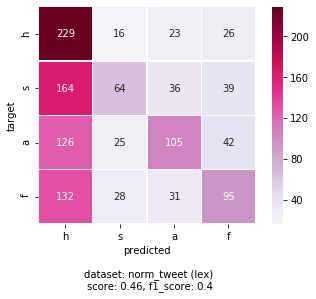 h 229 16 23 26
s 164 64 36 39
a 126 25 105 42
f 132 28 31 95
h s a f
target
predicted
200
160
120
80
40
dataset: norm_tweet (lex)
score: 0.46, f1_score: 0.4